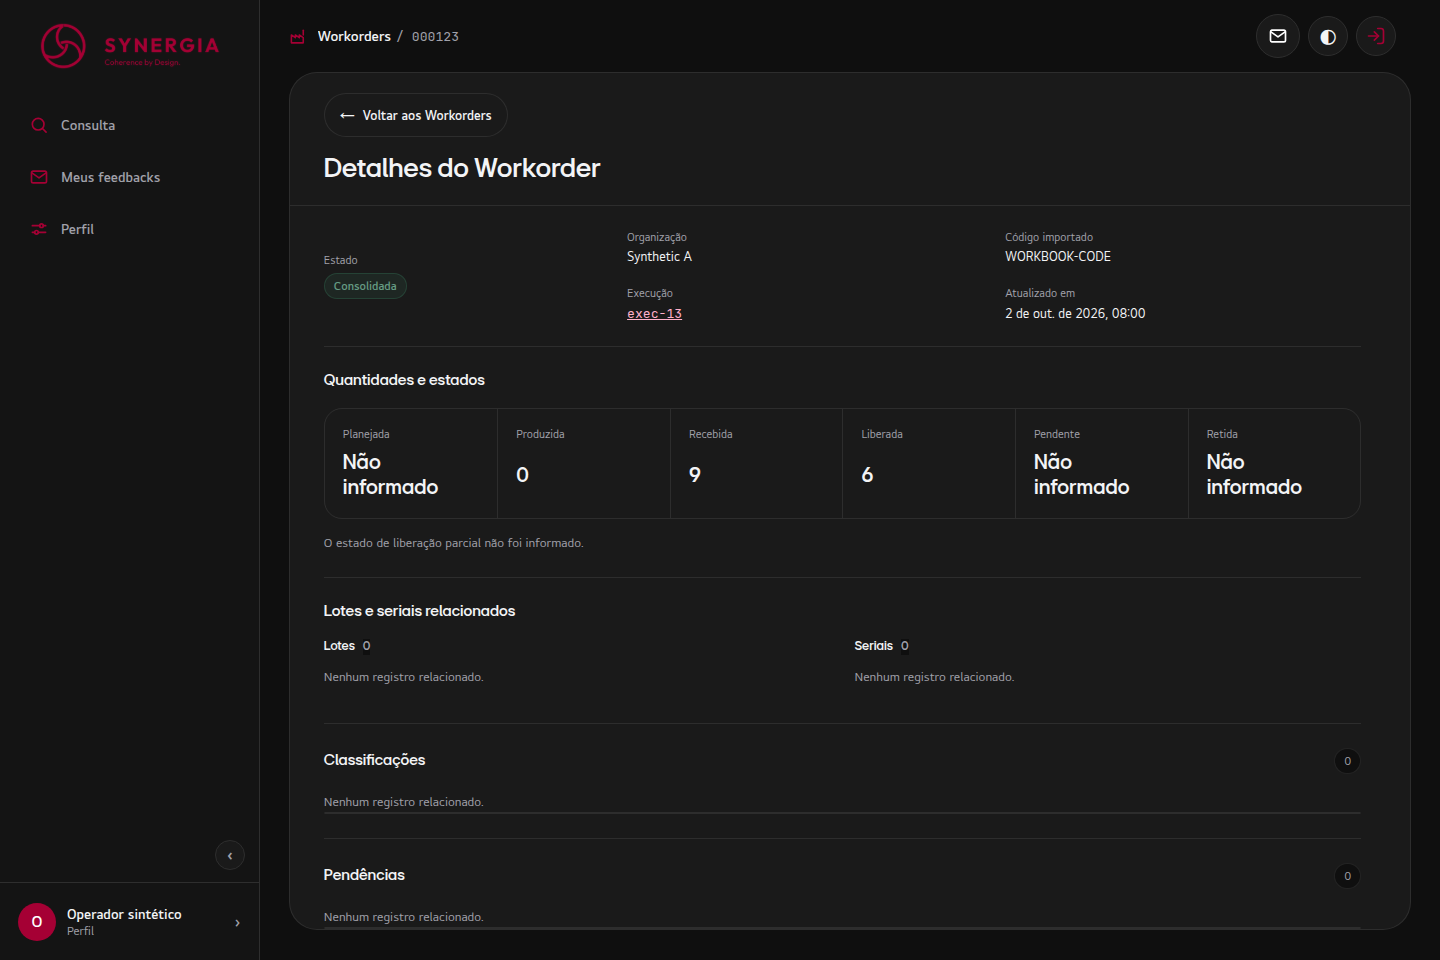 SYNERGIA
Coherence by Design.
Consulta
Meus feedbacks
Perfil
Operador sintético
Perfil
O
Workorders / 000123
← Voltar aos Workorders
Detalhes do Workorder
Estado
Consolidada
Organização
Synthetic A
Código importado
WORKBOOK-CODE
Execução
exec-13
Atualizado em
2 de out. de 2026, 08:00
Quantidades e estados
Planejada
Não
informado
Produzida
0
Recebida
9
Liberada
6
Pendente
Não
informado
Retida
Não
informado
O estado de liberação parcial não foi informado.
Lotes e seriais relacionados
Lotes 0
Nenhum registro relacionado.
Seriais 0
Nenhum registro relacionado.
Classificações 0
Nenhum registro relacionado.
Pendências 0
Nenhum registro relacionado.